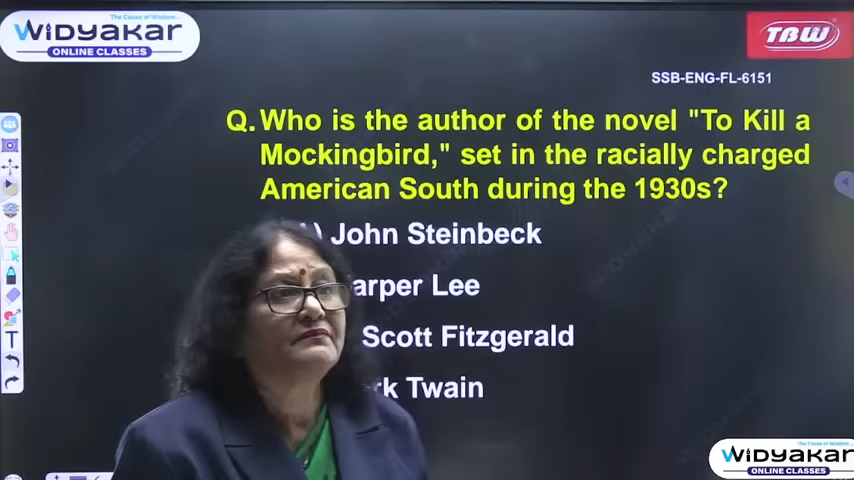 The Cause of Wisdom...
WIDYAKAR
ONLINE CLASSES
TBW
SSB-ENG-FL-6151
Q. Who is the author of the novel "To Kill a
Mockingbird," set in the racially charged
American South during the 1930s?
) John Steinbeck
arper Lee
Scott Fitzgerald
rk Twain
T
The Cause of Wisdom...
WIDYAKAR
ONLINE CLASSES